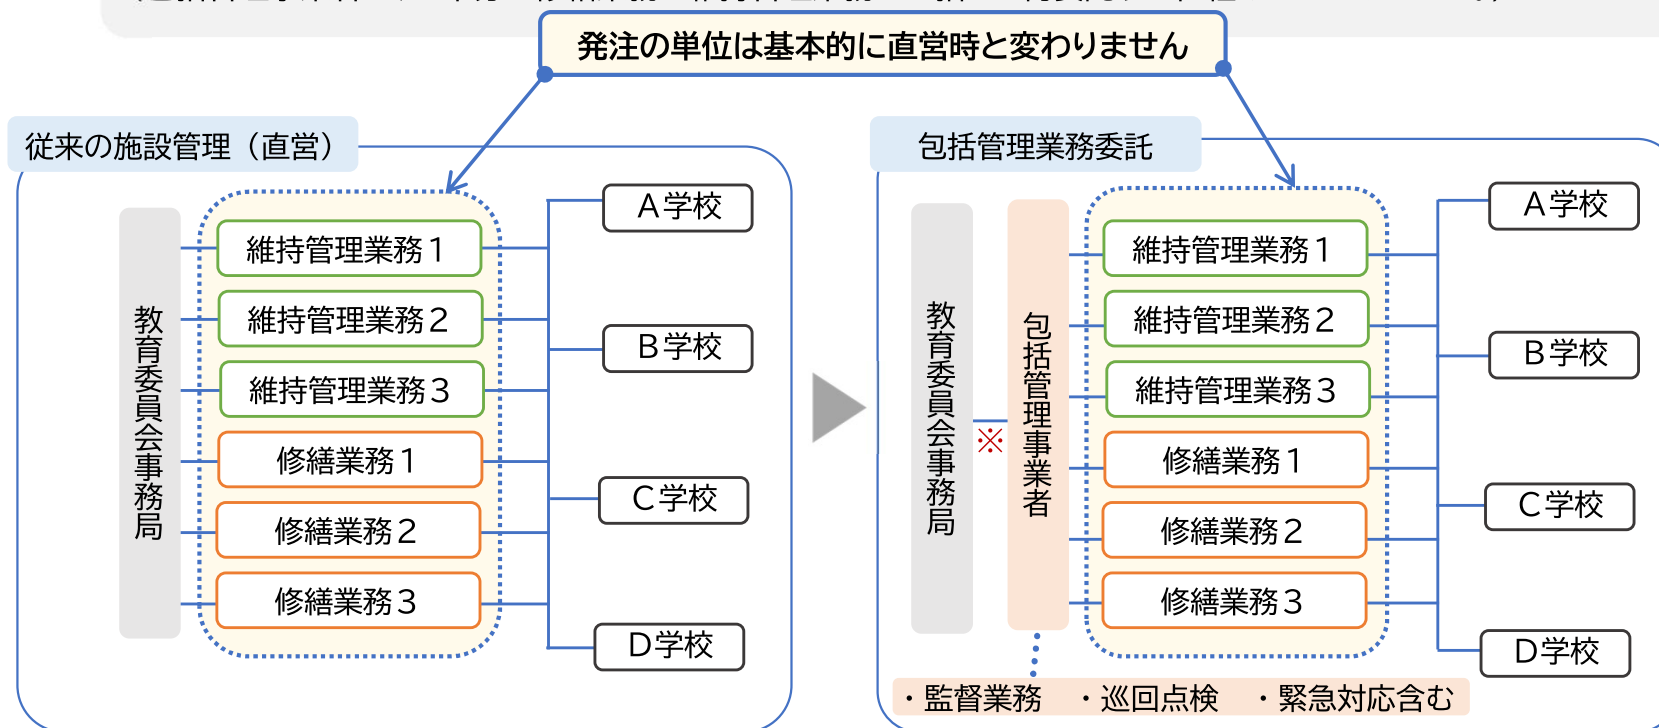 発注の単位は基本的に直営時と変わりません
従来の施設管理（直営）
教育委員会事務局
維持管理業務１
維持管理業務２
維持管理業務３
修繕業務１
修繕業務２
修繕業務３
Ａ学校
Ｂ学校
Ｃ学校
Ｄ学校
包括管理業務委託
教育委員会事務局
※
包括管理事業者
維持管理業務１
維持管理業務２
維持管理業務３
修繕業務１
修繕業務２
修繕業務３
Ａ学校
Ｂ学校
Ｃ学校
Ｄ学校
・監督業務　・巡回点検　・緊急対応含む